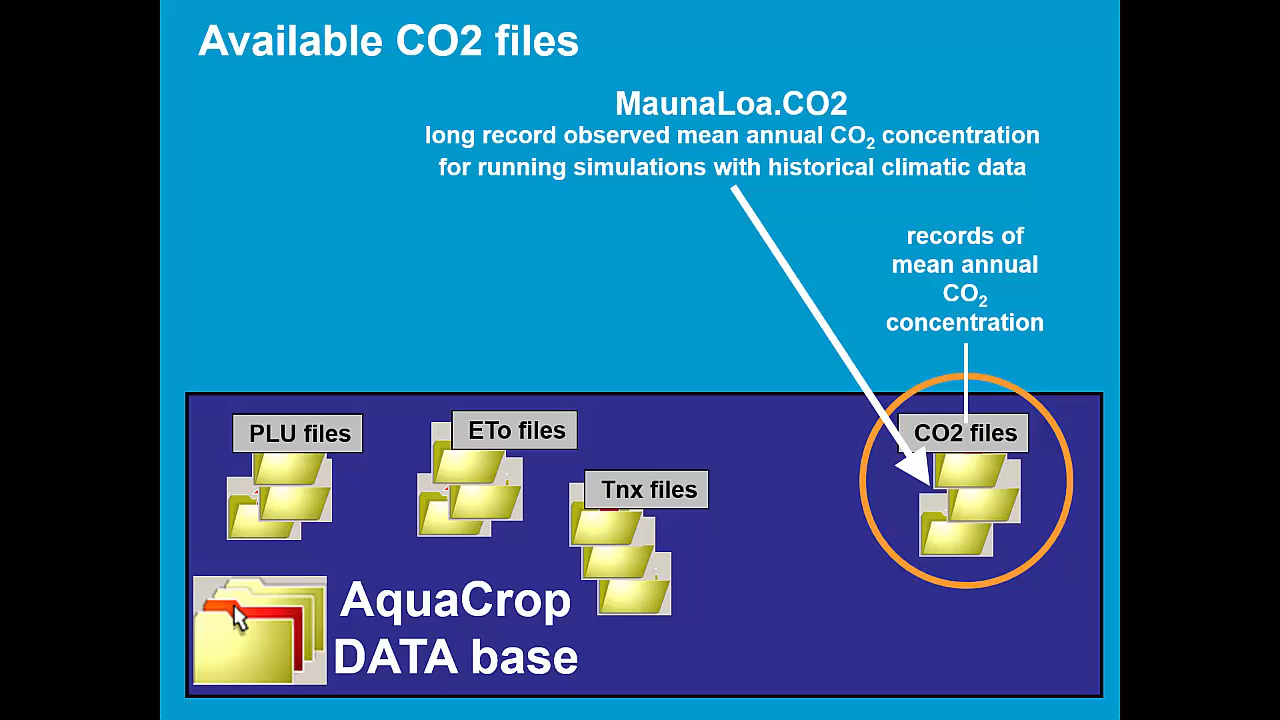 Available CO2 files
MaunaLoa.CO2
long record observed mean annual CO₂ concentration
for running simulations with historical climatic data
records of
mean annual
CO₂
concentration
PLU files
ETo files
Tnx files
CO2 files
AquaCrop
DATA base